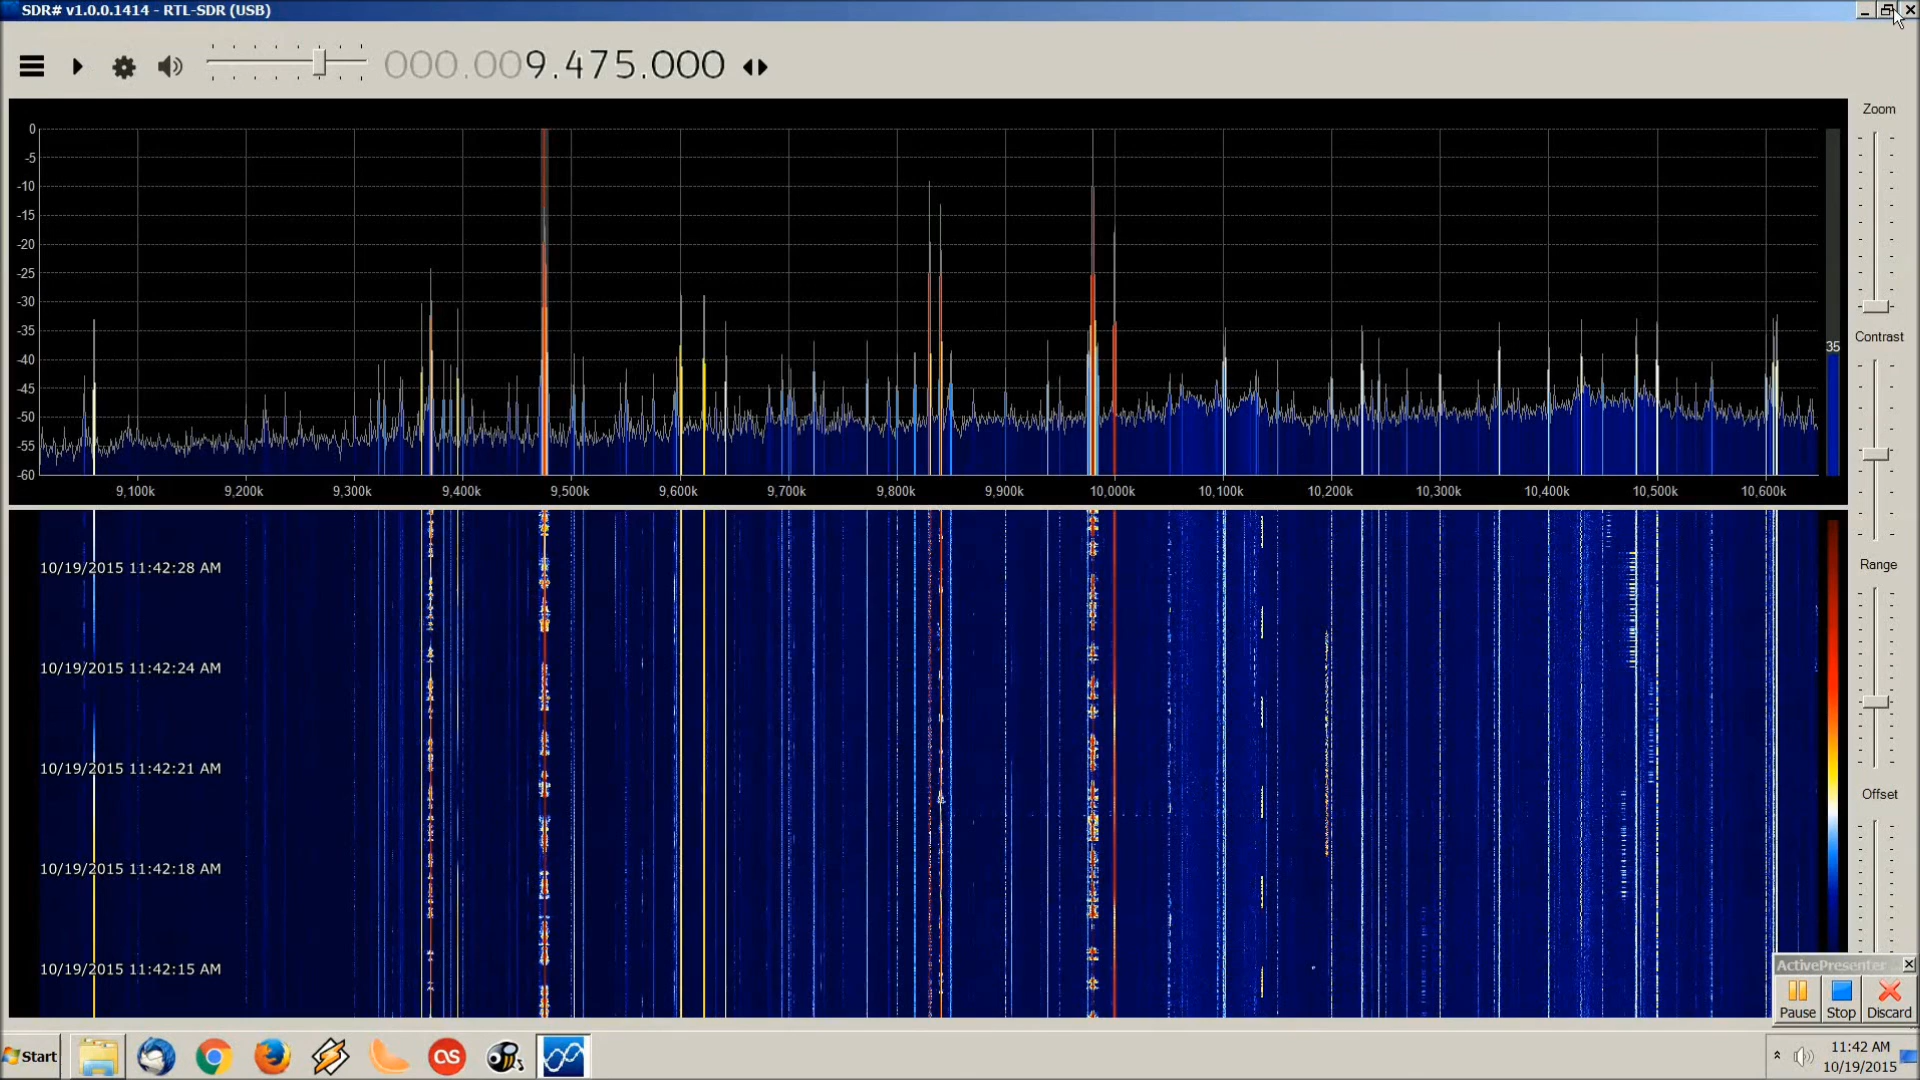 SDR# v1.0.0.1414 - RTL-SDR (USB)
000.009.475.000
Zoom
0
-5
-10
-15
-20
-25
-30
-35
-40
-45
-50
-55
-60
35
Contrast
9,100k 9,200k 9,300k 9,400k 9,500k 9,600k 9,700k 9,800k 9,900k 10,000k 10,100k 10,200k 10,300k 10,400k 10,500k 10,600k
Range
10/19/2015 11:42:28 AM
10/19/2015 11:42:24 AM
10/19/2015 11:42:21 AM
Offset
10/19/2015 11:42:18 AM
10/19/2015 11:42:15 AM
ActivePresenter
Pause Stop Discard
Start
11:42 AM
10/19/2015